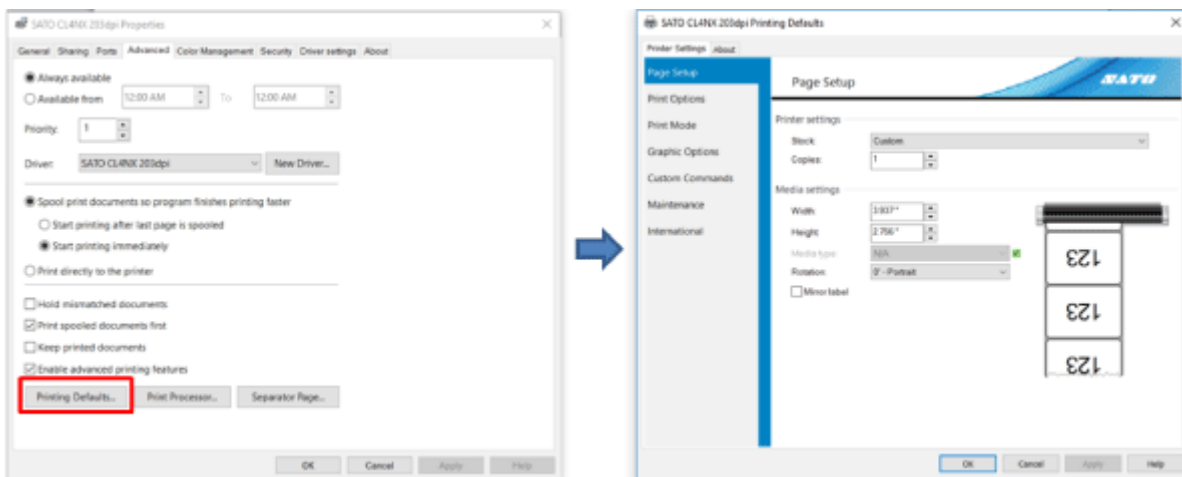 SATO CL4NX 203dpi Properties
General Sharing Ports Advanced Color Management Security Driver settings About
Always available
Available from 12:00 AM To 12:00 AM
Priority: 1
Driver: SATO CL4NX 203dpi New Driver...
Spool print documents so program finishes printing faster
Start printing after last page is spooled
Start printing immediately
Print directly to the printer
Hold mismatched documents
Print spooled documents first
Keep printed documents
Enable advanced printing features
Printing Defaults... Print Processor... Separator Page...
OK Cancel Apply Help
SATO CL4NX 203dpi Printing Defaults
Printer Settings About
Page Setup
Print Options
Print Mode
Graphic Options
Custom Commands
Maintenance
International
Page Setup
SATO
Printer settings
Stock: Custom
Copies: 1
Media settings
Width: 3.937"
Height: 2.756"
Media type: N/A
Rotation: 0° - Portrait
Mirror label
123
123
123
OK Cancel Apply Help